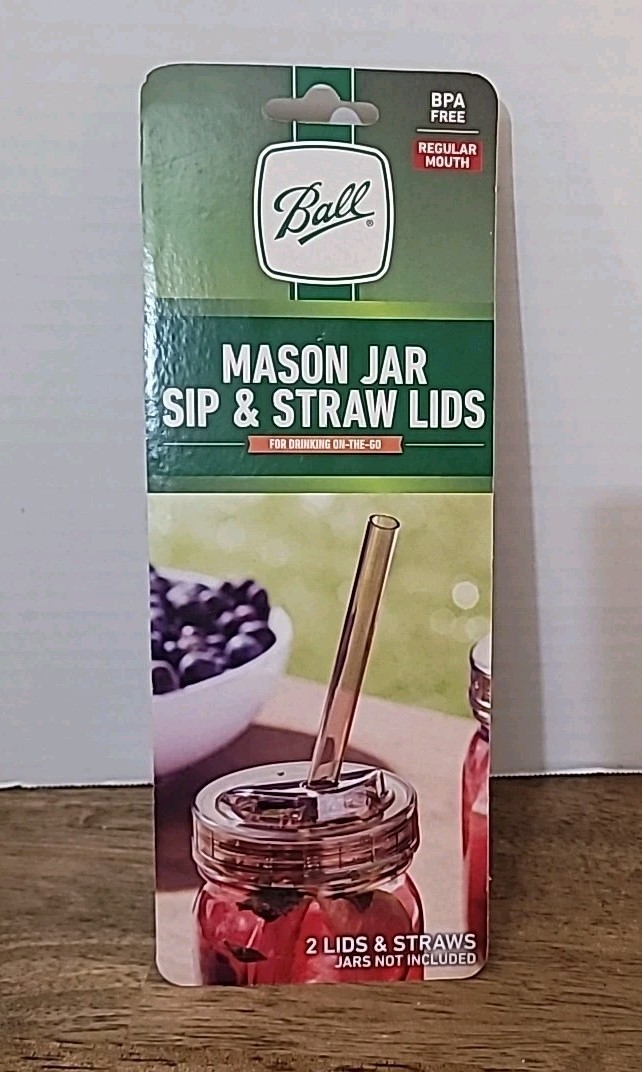 BPA
FREE
REGULAR
MOUTH
Ball®
MASON JAR
SIP & STRAW LIDS
FOR DRINKING ON-THE-GO
2 LIDS & STRAWS
JARS NOT INCLUDED